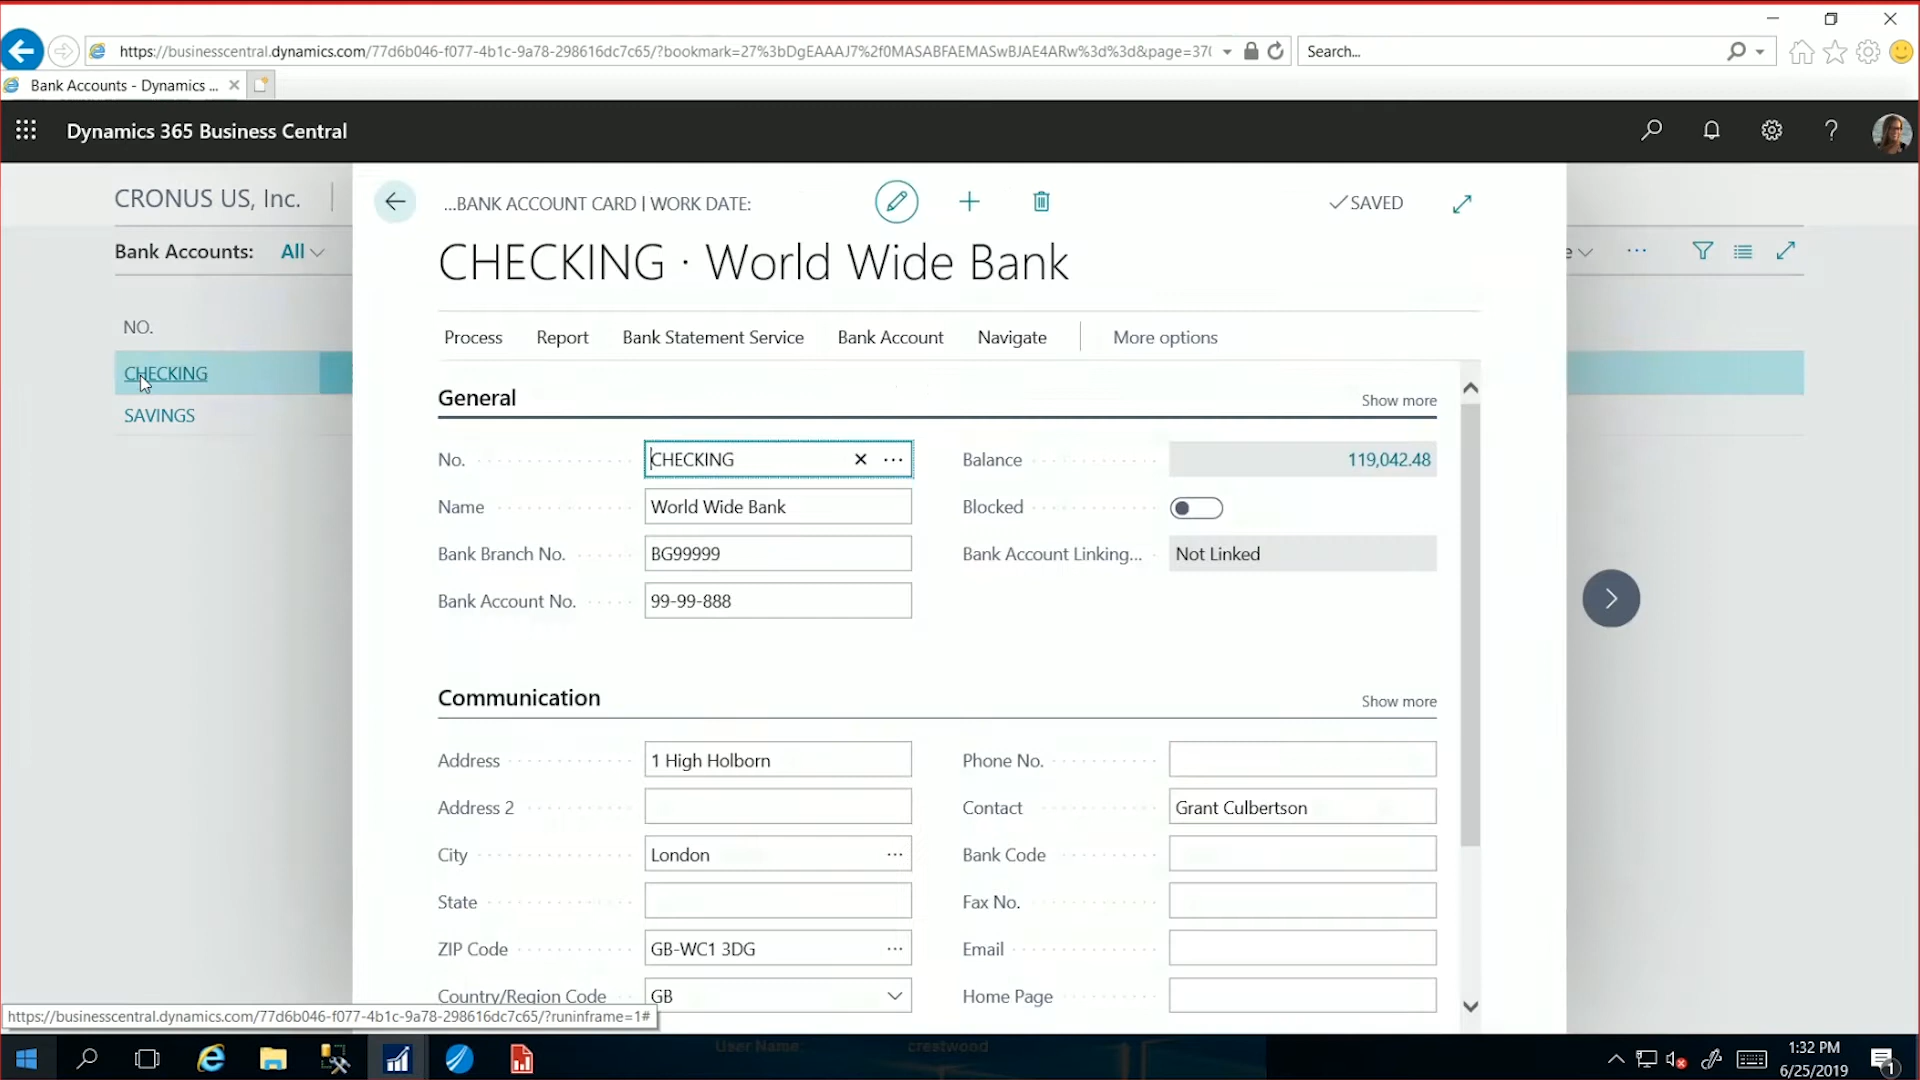 https://businesscentral.dynamics.com/77d6b046-f077-4b1c-9a78-298616dc7c65/?bookmark=27%3bDgEAAAJ7%2f0MASABFAEMASwBJAE4ARw%3d%3d&page=37(
Search...
Bank Accounts - Dynamics ...
Dynamics 365 Business Central
CRONUS US, Inc.
...BANK ACCOUNT CARD | WORK DATE:
SAVED
Bank Accounts: All
CHECKING · World Wide Bank
NO.
Process Report Bank Statement Service Bank Account Navigate More options
CHECKING
SAVINGS
General Show more
No. CHECKING
Balance 119,042.48
Name World Wide Bank
Blocked
Bank Branch No. BG99999
Bank Account Linking... Not Linked
Bank Account No. 99-99-888
Communication Show more
Address 1 High Holborn
Phone No.
Address 2
Contact Grant Culbertson
City London
Bank Code
State
Fax No.
ZIP Code GB-WC1 3DG
Email
Country/Region Code GB
Home Page
https://businesscentral.dynamics.com/77d6b046-f077-4b1c-9a78-298616dc7c65/?runinframe=1#
User Name: crestwood
1:32 PM
6/25/2019
1